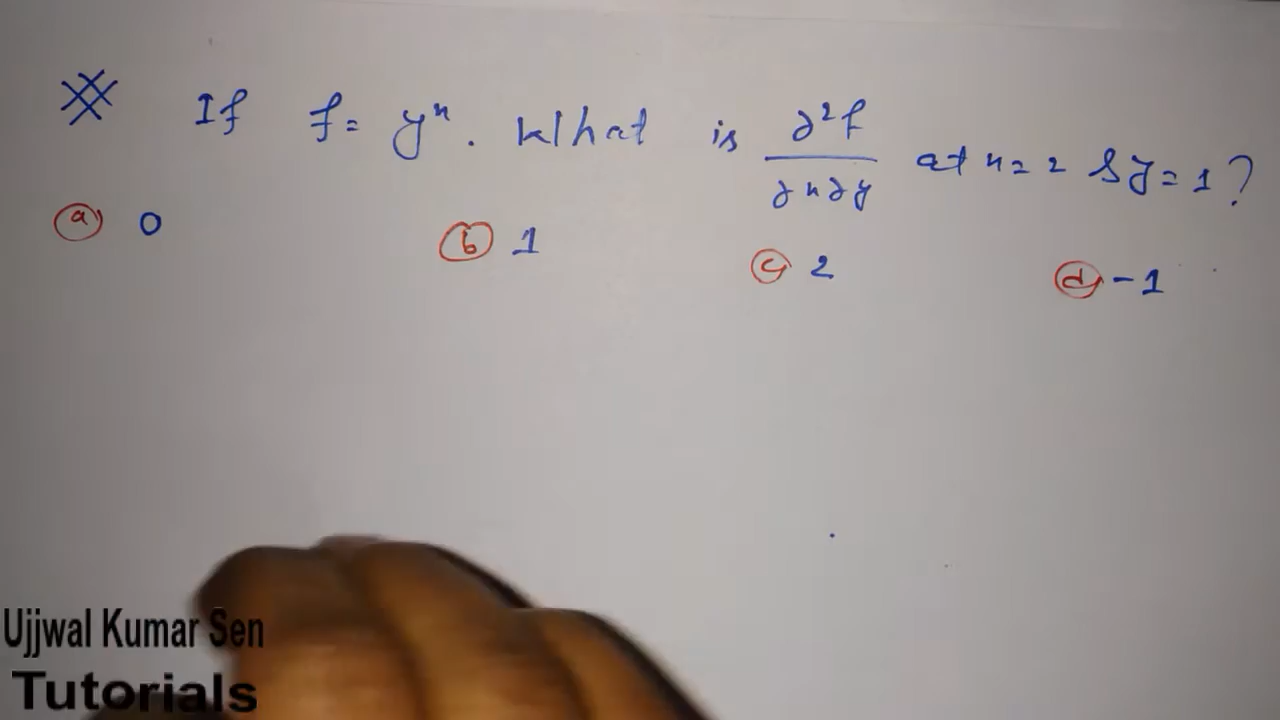 If f = y^x. What is ∂²f/∂x∂y at x = 2 & y = 1?
(a) 0 (b) 1 (c) 2 (d) -1
Ujjwal Kumar Sen
Tutorials